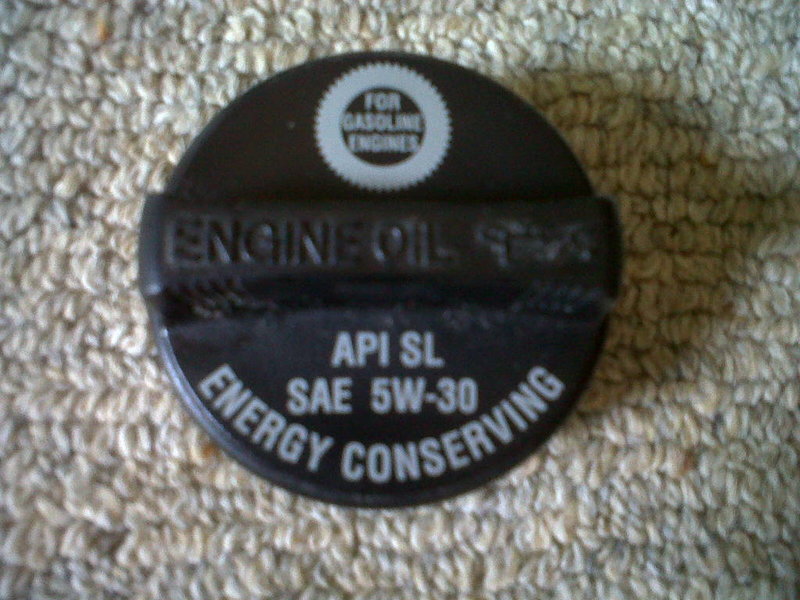 FOR
GASOLINE
ENGINES
ENGINE OIL
API SL
SAE 5W-30
ENERGY CONSERVING